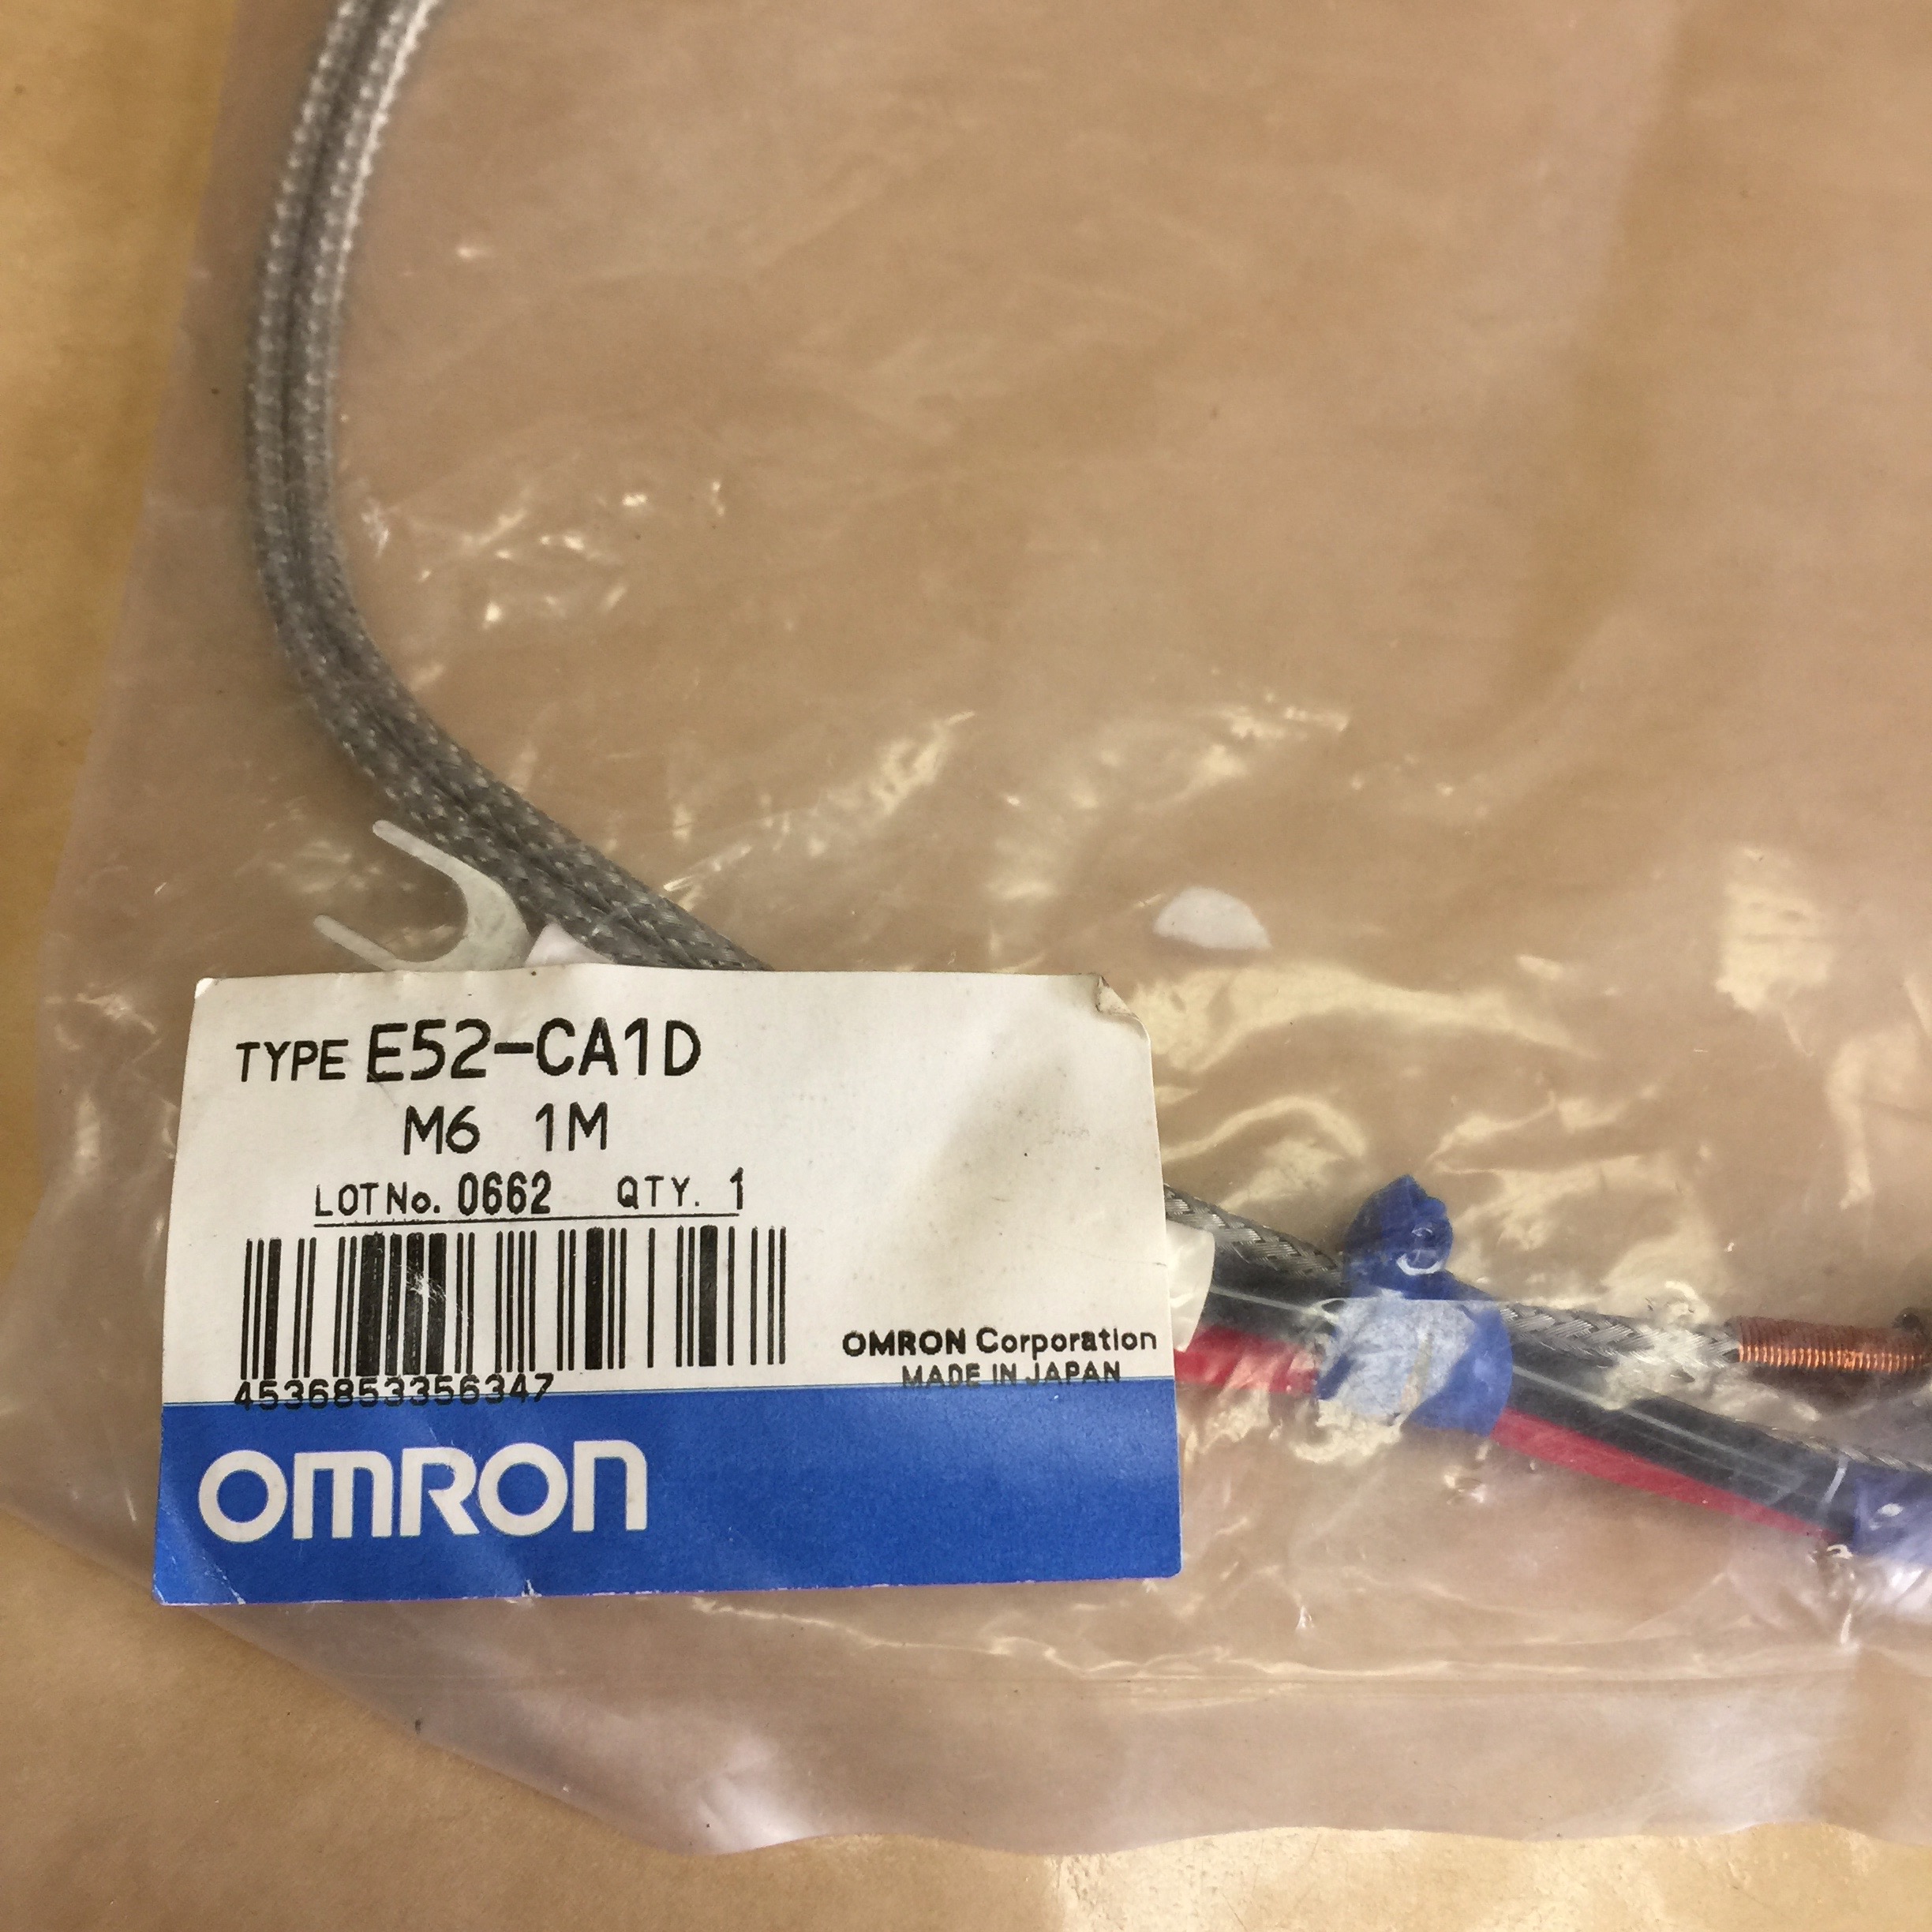 TYPE E52-CA1D
M6 1M
LOT No. 0662 QTY. 1
4536853356347
OMRON Corporation
MADE IN JAPAN
OMRON